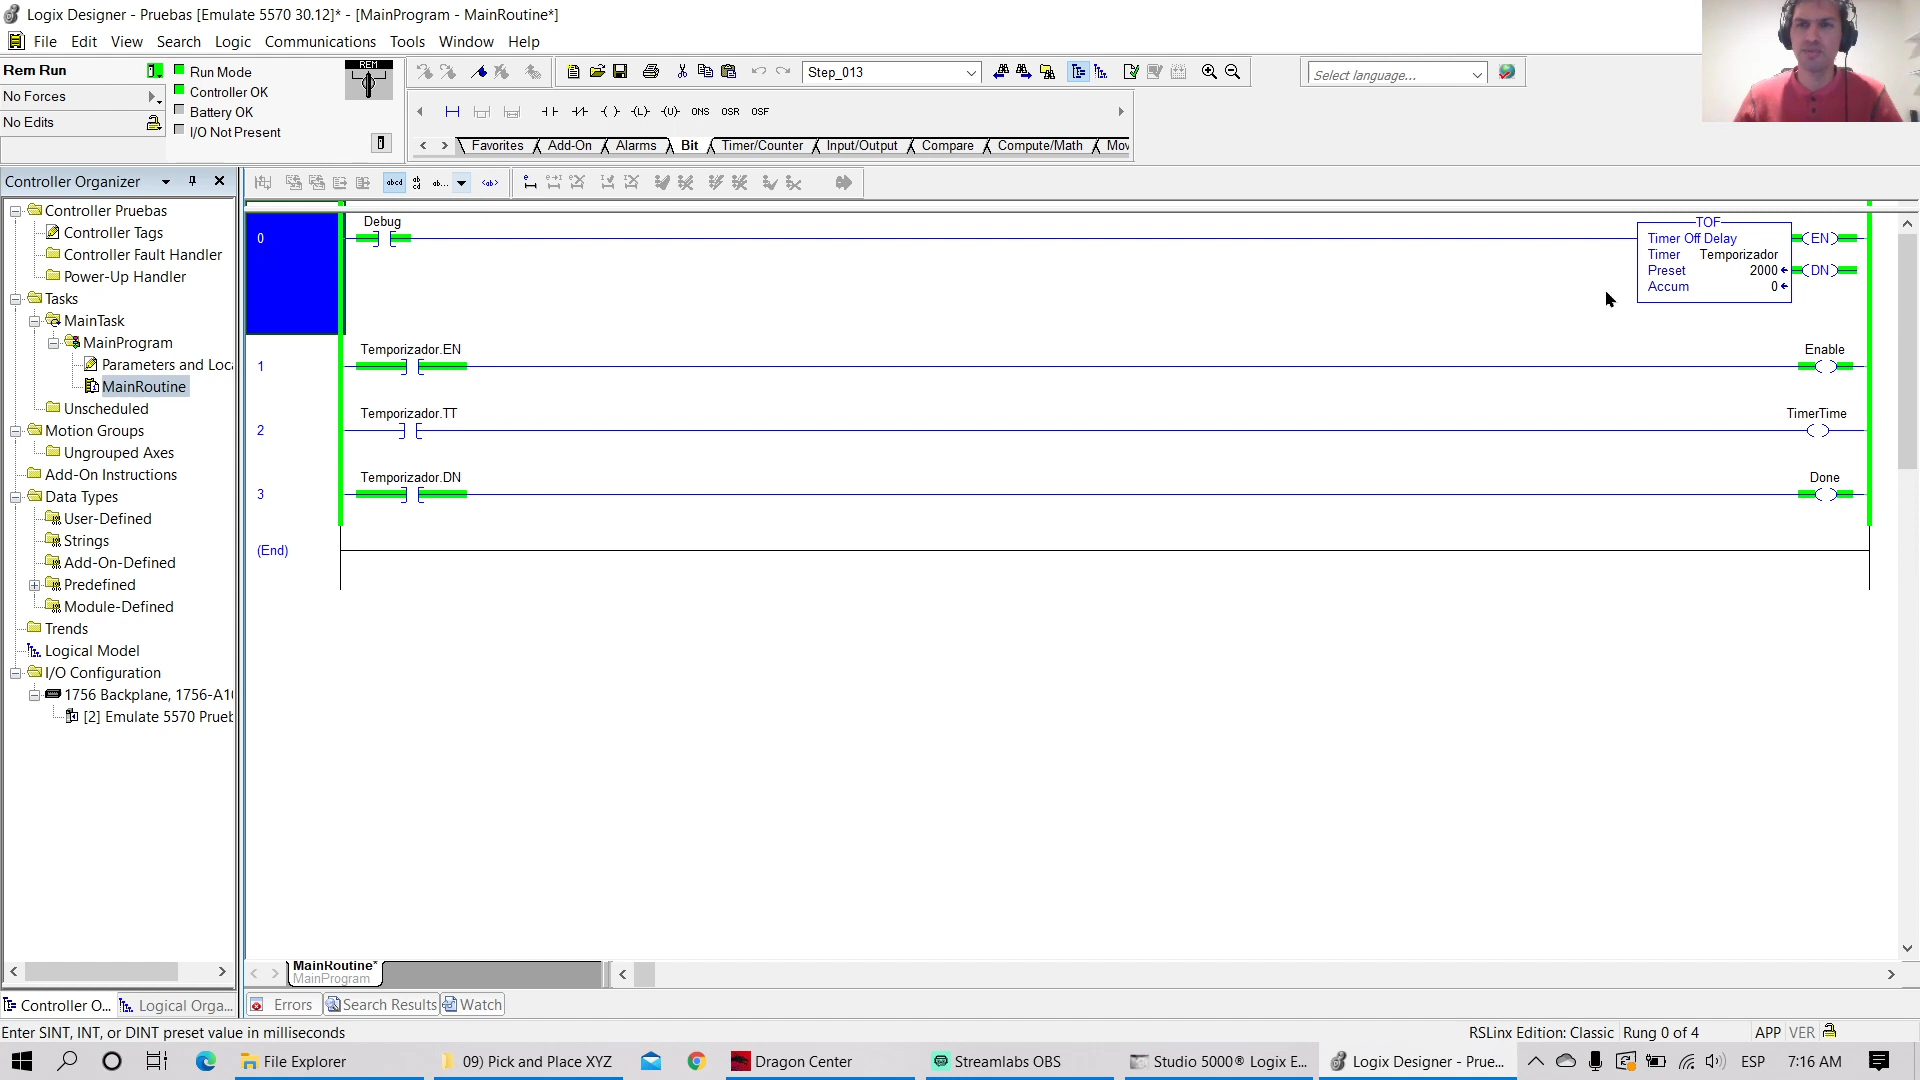 Logix Designer - Pruebas [Emulate 5570 30.12]* - [MainProgram - MainRoutine*]
File Edit View Search Logic Communications Tools Window Help
Rem Run
No Forces
No Edits
Run Mode
Controller OK
Battery OK
I/O Not Present
REM
Step_013
Select language...
ONS OSR OSF
Favorites Add-On Alarms Bit Timer/Counter Input/Output Compare Compute/Math Mov
Controller Organizer
Controller Pruebas
Controller Tags
Controller Fault Handler
Power-Up Handler
Tasks
MainTask
MainProgram
Parameters and Loca
MainRoutine
Unscheduled
Motion Groups
Ungrouped Axes
Add-On Instructions
Data Types
User-Defined
Strings
Add-On-Defined
Predefined
Module-Defined
Trends
Logical Model
I/O Configuration
1756 Backplane, 1756-A10
[2] Emulate 5570 Prueb
Controller O... Logical Orga...
0
Debug
TOF
Timer Off Delay
Timer Temporizador
Preset 2000
Accum 0
EN
DN
1
Temporizador.EN
Enable
2
Temporizador.TT
TimerTime
3
Temporizador.DN
Done
(End)
MainRoutine*
MainProgram
Errors Search Results Watch
Enter SINT, INT, or DINT preset value in milliseconds
RSLinx Edition: Classic Rung 0 of 4 APP VER
File Explorer 09) Pick and Place XYZ Dragon Center Streamlabs OBS Studio 5000® Logix E... Logix Designer - Prue... ESP 7:16 AM